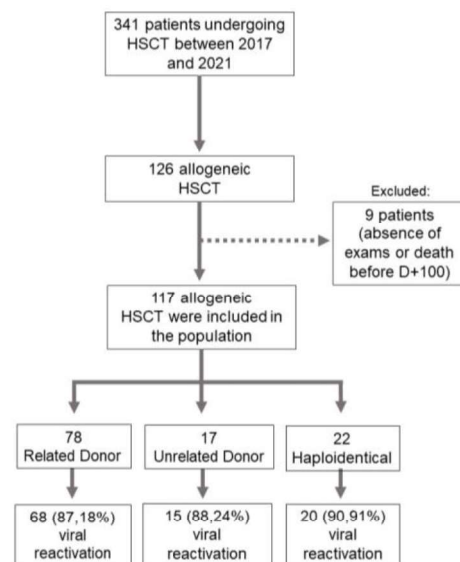 341 patients undergoing
HSCT between 2017
and 2021
126 allogeneic
HSCT
Excluded:
9 patients
(absence of
exams or death
before D+100)
117 allogeneic
HSCT were included in
the population
78
Related Donor
17
Unrelated Donor
22
Haploidentical
68 (87,18%)
viral
reactivation
15 (88,24%)
viral
reactivation
20 (90,91%)
viral
reactivation